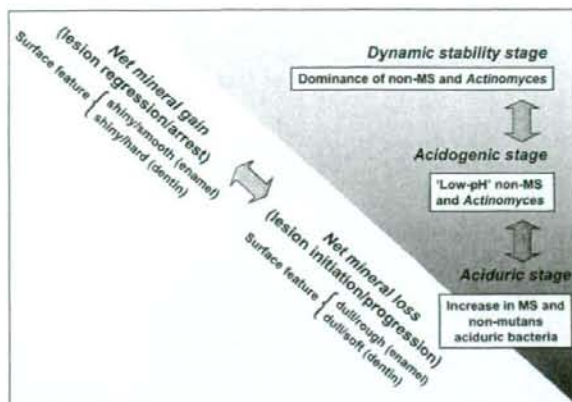 Dynamic stability stage
Dominance of non-MS and Actinomyces
Acidogenic stage
'Low-pH' non-MS
and Actinomyces
Aciduric stage
Increase in MS and
non-mutans
aciduric bacteria
Net mineral gain
(lesion regression/arrest)
Surface feature
shiny/smooth (enamel)
shiny/hard (dentin)
Net mineral loss
(lesion initiation/progression)
Surface feature
dull/rough (enamel)
dull/soft (dentin)